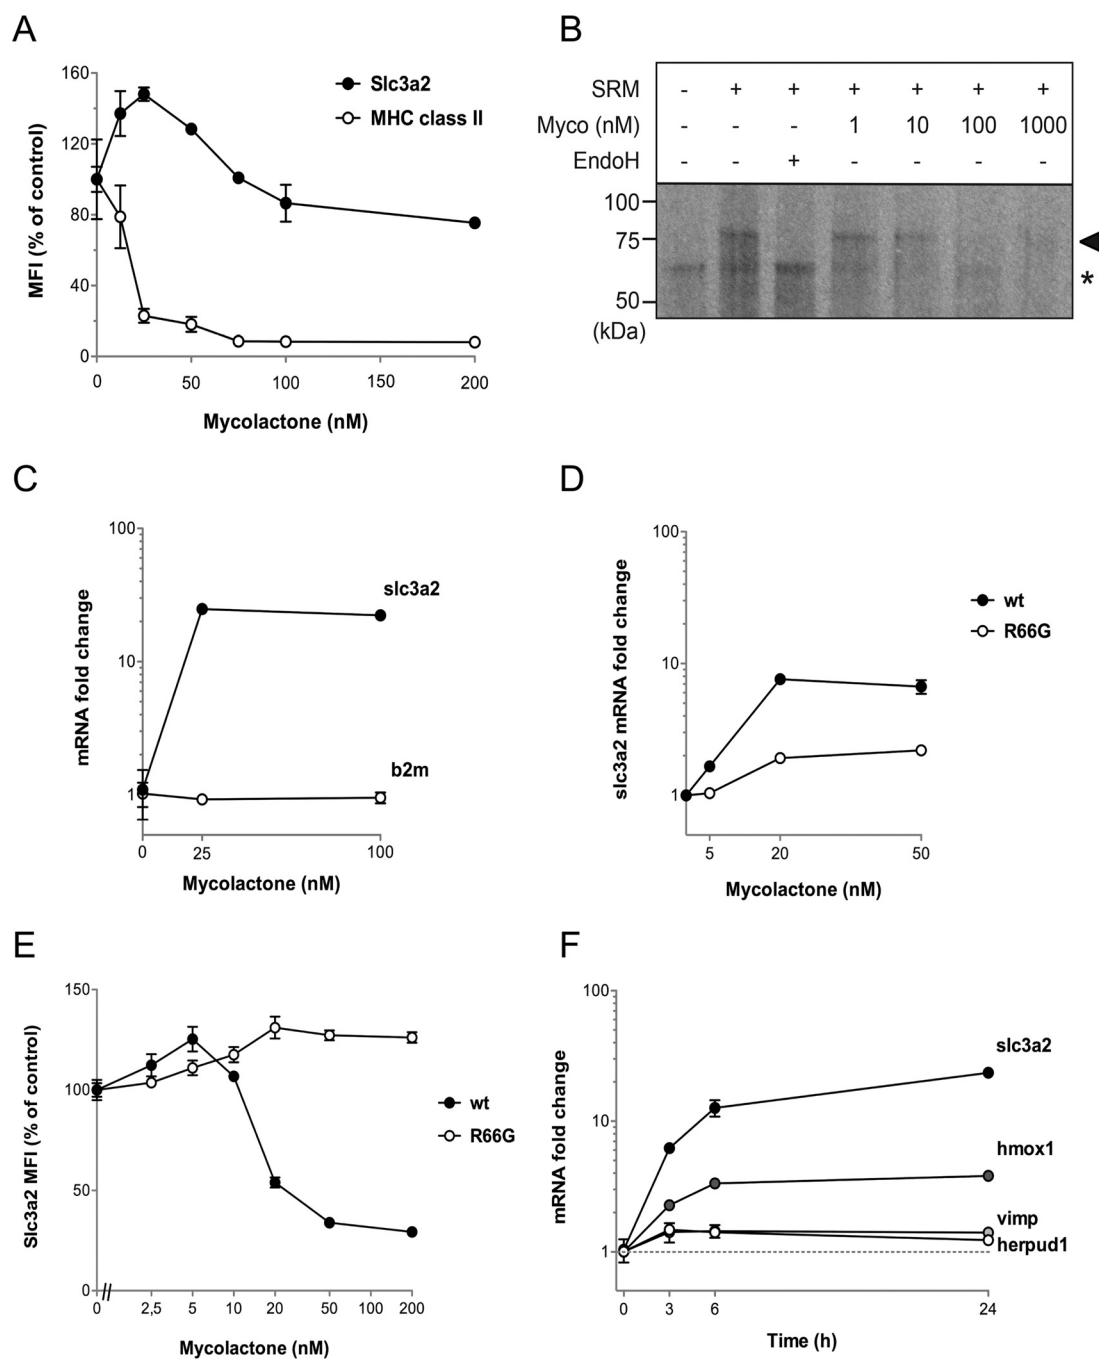 A
160
120
80
40
0
MFI (% of control)
Slc3a2
MHC class II
0 50 100 150 200
Mycolactone (nM)
B
SRM - + + + + + +
Myco (nM) - - - 1 10 100 1000
EndoH - - + - - - -
100
75
50
(kDa)
*
C
100
10
1
mRNA fold change
slc3a2
b2m
0 25 100
Mycolactone (nM)
D
100
10
1
slc3a2 mRNA fold change
wt
R66G
5 20 50
Mycolactone (nM)
E
150
100
50
0
Slc3a2 MFI (% of control)
wt
R66G
0 2,5 5 10 20 50 100 200
Mycolactone (nM)
F
100
10
1
mRNA fold change
slc3a2
hmox1
vimp
herpud1
0 3 6 24
Time (h)